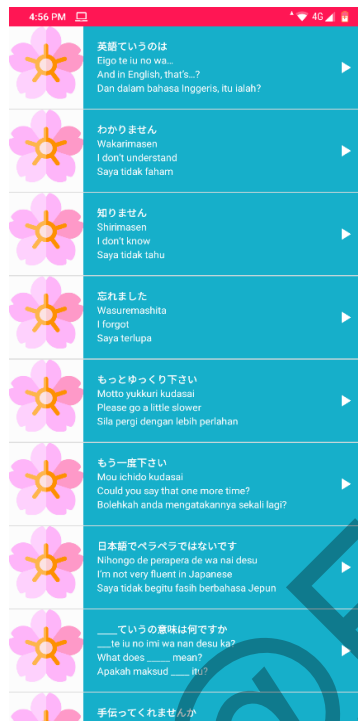 4:56 PM
4G
英語ていうのは
Eigo te iu no wa...
And in English, that's...?
Dan dalam bahasa Inggeris, itu ialah?
わかりません
Wakarimasen
I don't understand
Saya tidak faham
知りません
Shirimasen
I don't know
Saya tidak tahu
忘れました
Wasuremashita
I forgot
Saya terlupa
もっとゆっくり下さい
Motto yukkuri kudasai
Please go a little slower
Sila pergi dengan lebih perlahan
もう一度下さい
Mou ichido kudasai
Could you say that one more time?
Bolehkah anda mengatakannya sekali lagi?
日本語でペラペラではないです
Nihongo de perapera de wa nai desu
I'm not very fluent in Japanese
Saya tidak begitu fasih berbahasa Jepun
____ていうの意味は何ですか
___te iu no imi wa nan desu ka?
What does _____ mean?
Apakah maksud ____ itu?
手伝ってくれませんか